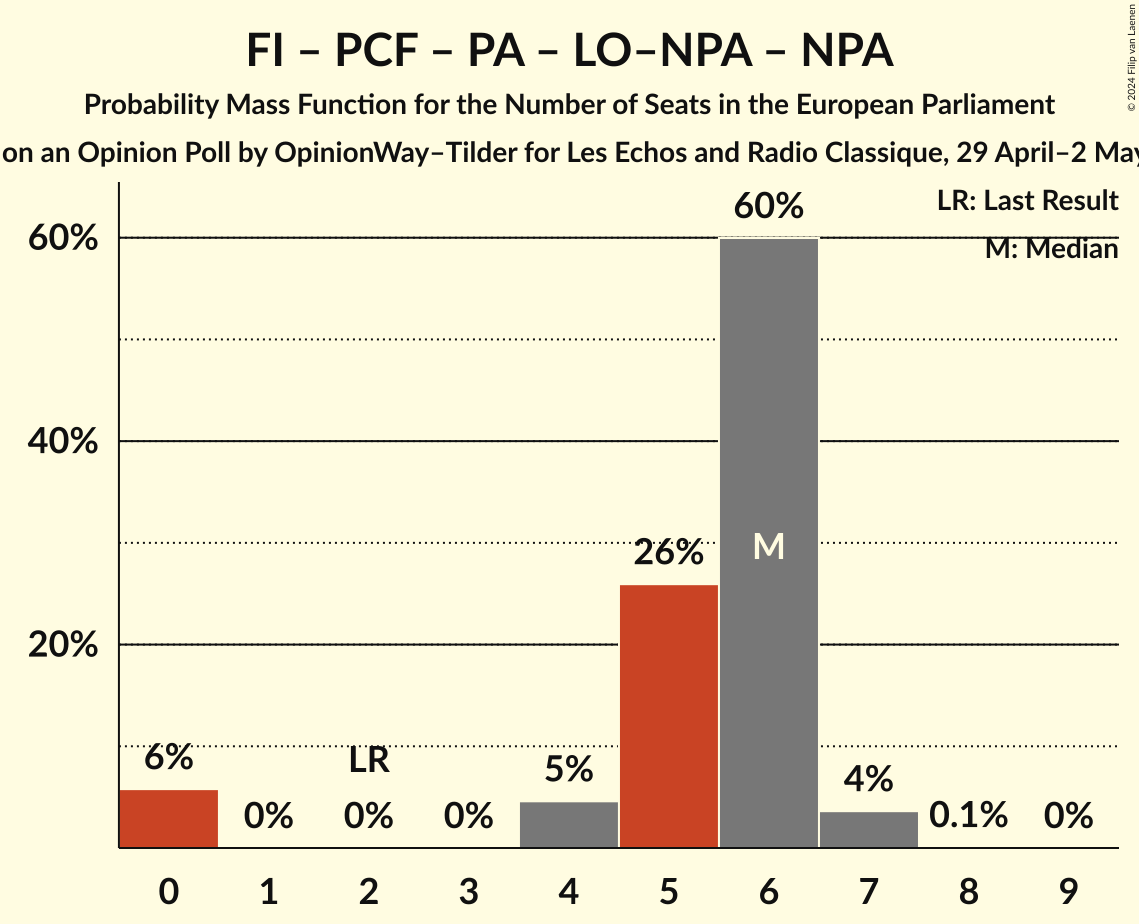 FI – PCF – PA – LO–NPA – NPA
Probability Mass Function for the Number of Seats in the European Parliament
on an Opinion Poll by OpinionWay–Tilder for Les Echos and Radio Classique, 29 April–2 May
© 2024 Filip van Laenen
LR: Last Result
M: Median
60%
40%
20%
6%
0%
LR
0%
0%
5%
26%
60%
M
4%
0.1%
0%
0 1 2 3 4 5 6 7 8 9